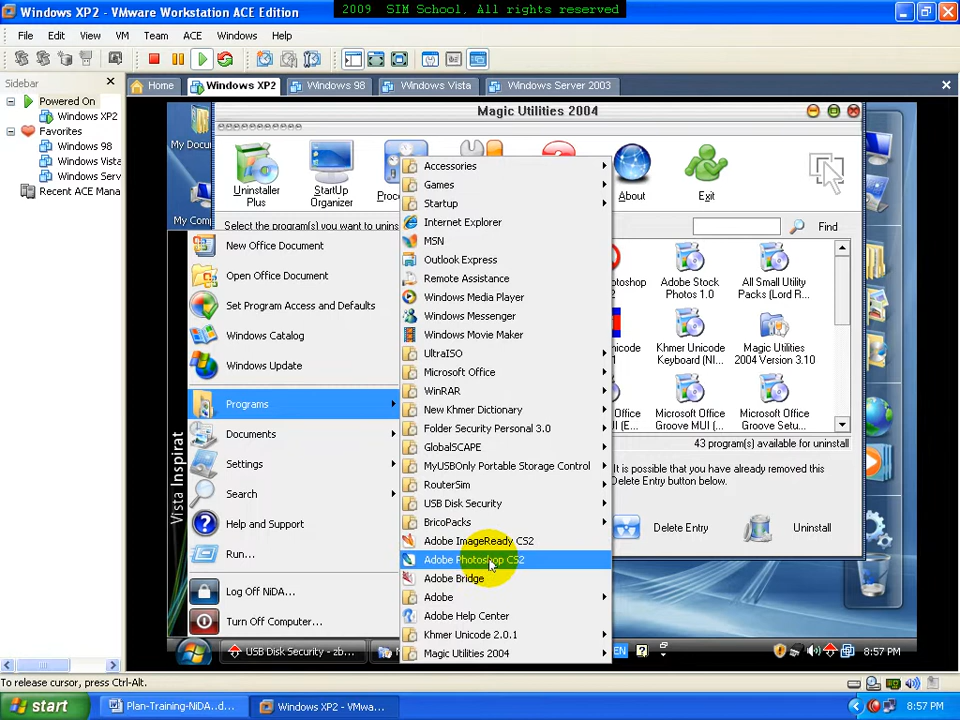 Windows XP2 - VMware Workstation ACE Edition
2009 SIM School, All rights reserved
File Edit View VM Team ACE Windows Help
Sidebar
Home Windows XP2 Windows 98 Windows Vista Windows Server 2003
Powered On
Windows XP2
Favorites
Windows 98
Windows Vista
Windows Serv
Recent ACE Mana
My Docu
My Comp
Magic Utilities 2004
Uninstaller Plus
StartUp Organizer
Proc
About
Exit
Select the program(s) you want to unins
Find
Adobe Stock Photos 1.0
All Small Utility Packs (Lord R...
Khmer Unicode Keyboard (NI...
Magic Utilities 2004 Version 3.10
Microsoft Office Groove MUI (E...
Microsoft Office Groove Setu...
43 program(s) available for uninstall
It is possible that you have already removed this
Delete Entry button below.
Delete Entry
Uninstall
New Office Document
Open Office Document
Set Program Access and Defaults
Windows Catalog
Windows Update
Programs
Documents
Settings
Search
Help and Support
Run...
Log Off NiDA...
Turn Off Computer...
Vista Inspirat
Accessories
Games
Startup
Internet Explorer
MSN
Outlook Express
Remote Assistance
Windows Media Player
Windows Messenger
Windows Movie Maker
UltraISO
Microsoft Office
WinRAR
New Khmer Dictionary
Folder Security Personal 3.0
GlobalSCAPE
MyUSBOnly Portable Storage Control
RouterSim
USB Disk Security
BricoPacks
Adobe ImageReady CS2
Adobe Photoshop CS2
Adobe Bridge
Adobe
Adobe Help Center
Khmer Unicode 2.0.1
Magic Utilities 2004
USB Disk Security - zb...
EN
8:57 PM
To release cursor, press Ctrl-Alt.
start
Plan-Training-NiDA..d...
Windows XP2 - VMwa...
8:57 PM